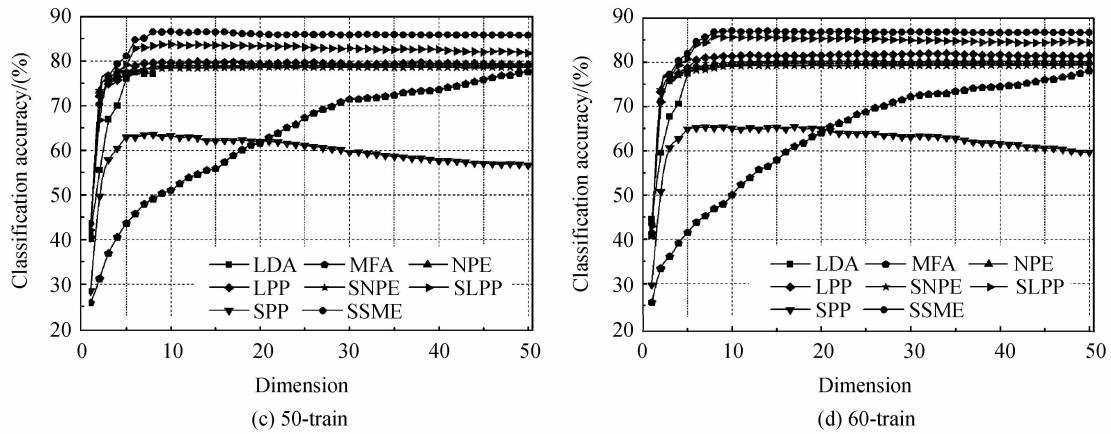 90
80
70
60
50
90
30
20
Classification accuracy/(%)
LDA MFA NPE
LPP SNPE SLPP
SPP SSME
0 10 20 30 40 50
Dimension
(c) 50-train
90
80
70
60
50
40
30
20
Classification accuracy/(%)
LDA MFA NPE
LPP SNPE SLPP
SPP SSME
0 10 20 30 40 50
Dimension
(d) 60-train